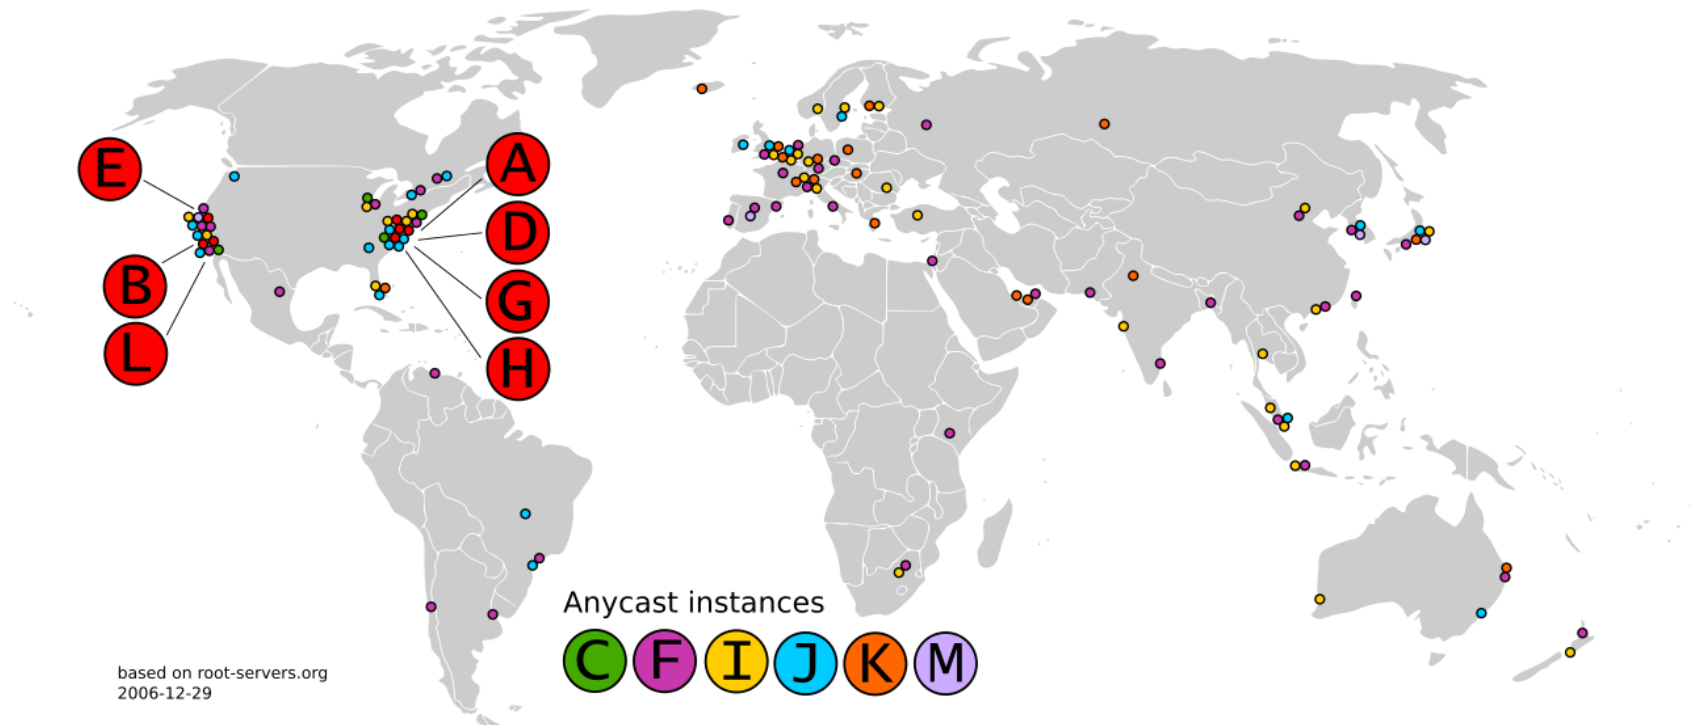 E
B
L
A
D
G
H
Anycast instances
C F I J K M
based on root-servers.org
2006-12-29